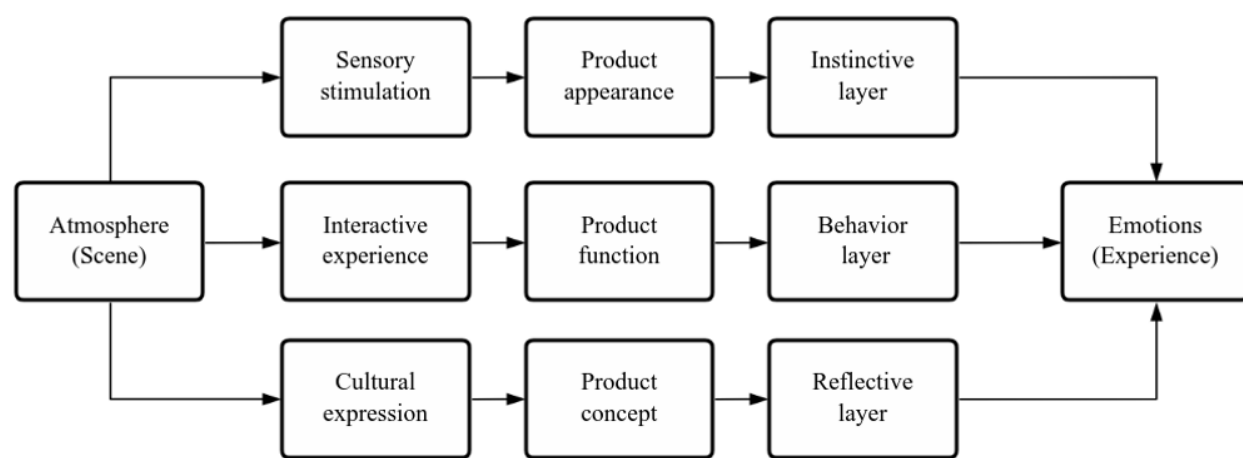 Sensory
stimulation
Product
appearance
Instinctive
layer
Atmosphere
(Scene)
Interactive
experience
Product
function
Behavior
layer
Emotions
(Experience)
Cultural
expression
Product
concept
Reflective
layer